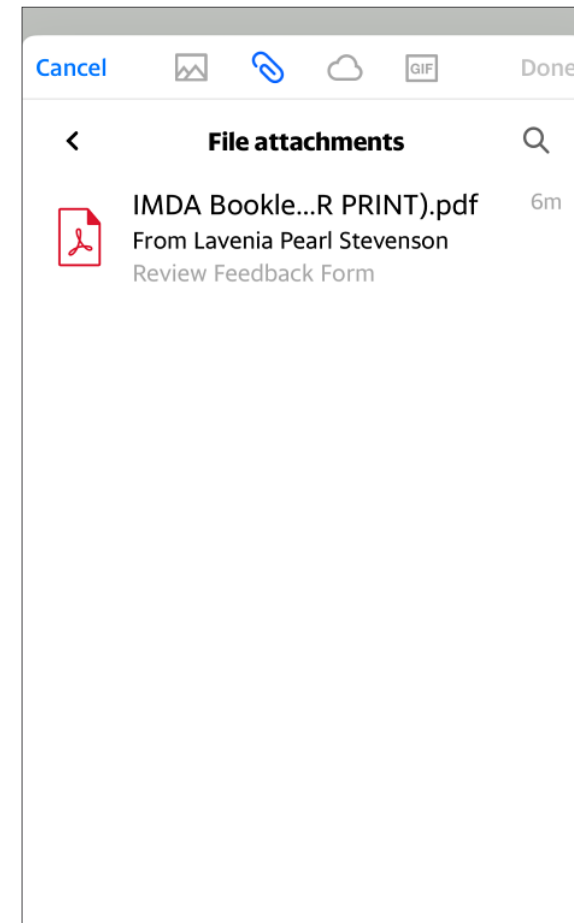 Cancel GIF Done
File attachments
IMDA Bookle...R PRINT).pdf 6m
From Lavenia Pearl Stevenson
Review Feedback Form